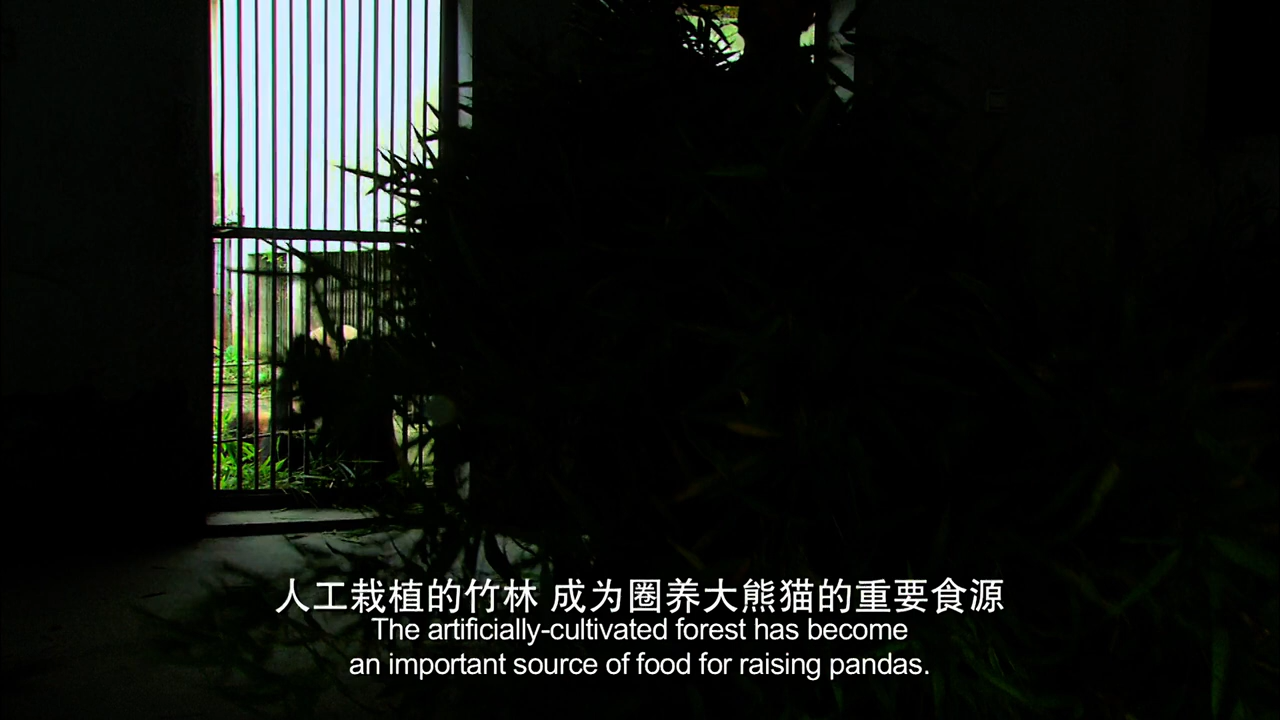 人工栽植的竹林 成为圈养大熊猫的重要食源
The artificially-cultivated forest has become
an important source of food for raising pandas.